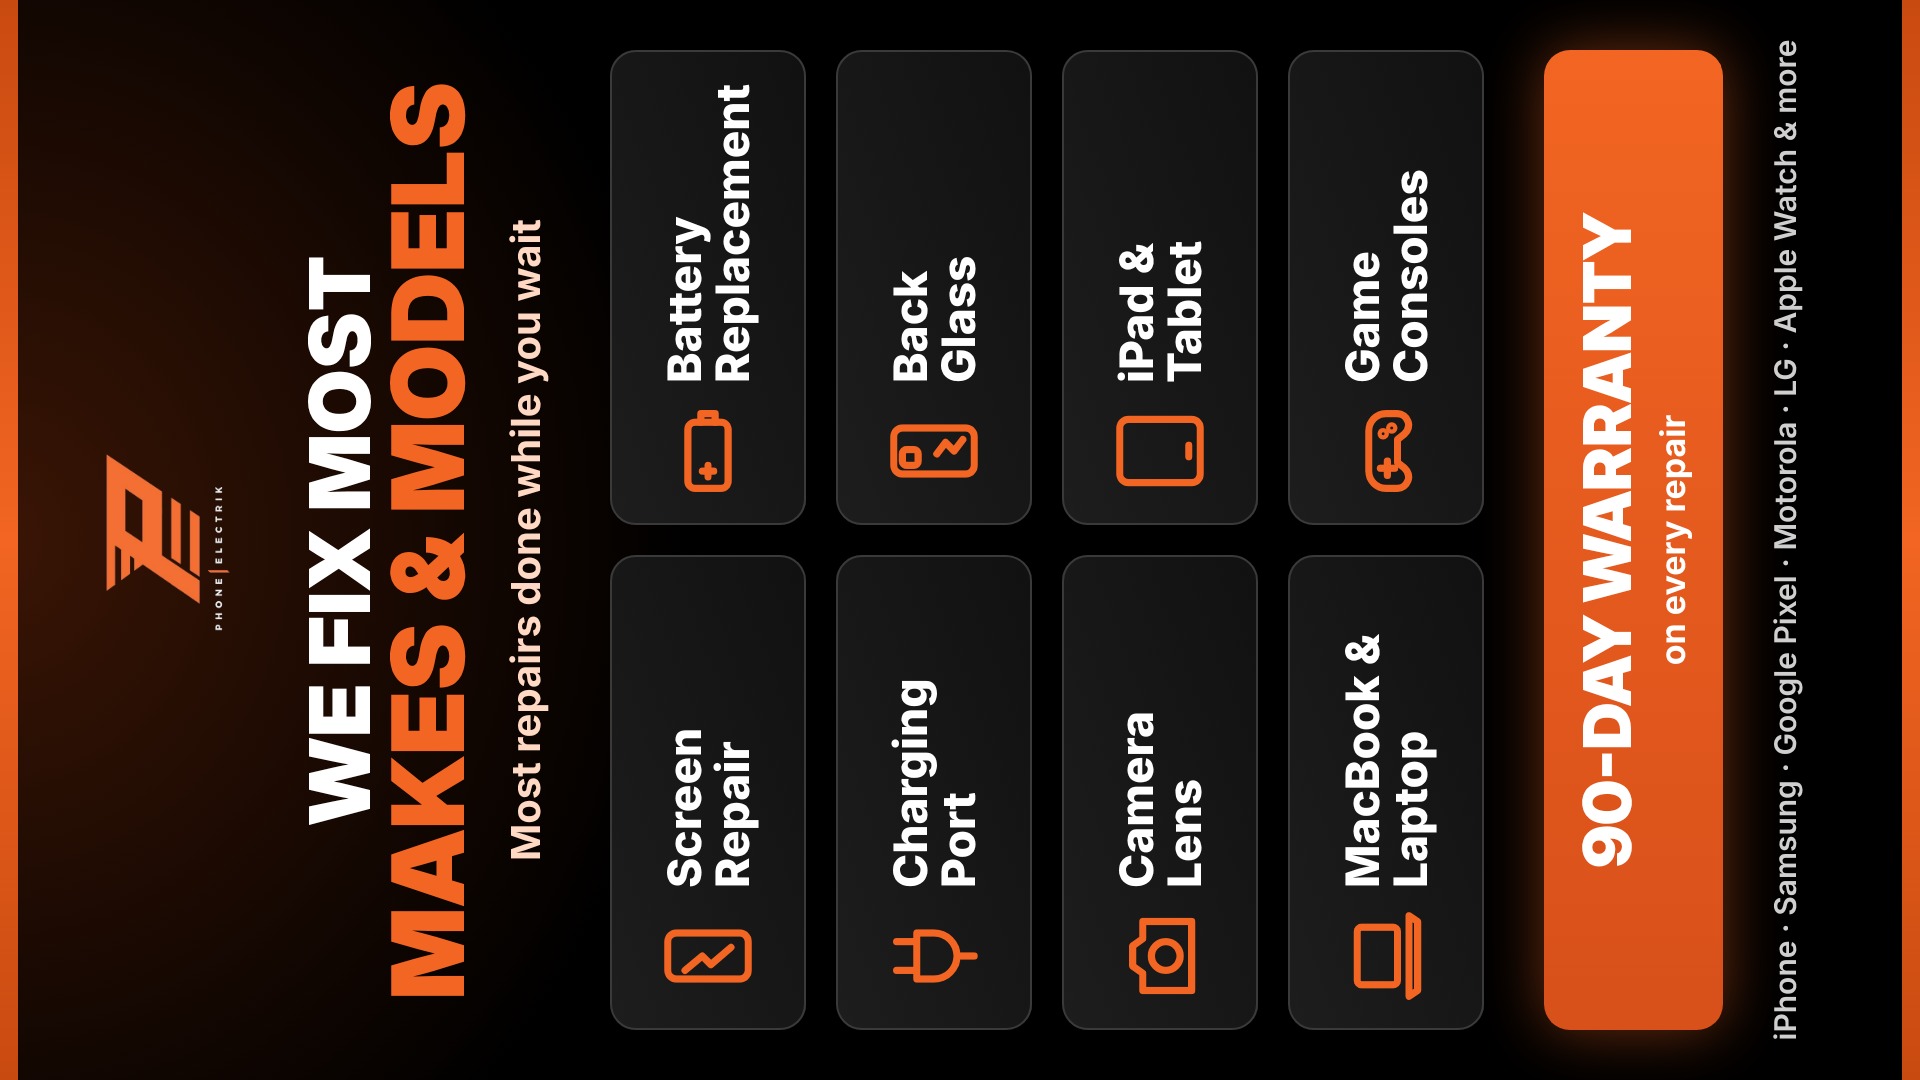 PHONE|ELECTRIK
WE FIX MOST
MAKES & MODELS
Most repairs done while you wait
Screen
Repair
Battery
Replacement
Charging
Port
Back
Glass
Camera
Lens
iPad &
Tablet
MacBook &
Laptop
Game
Consoles
90-DAY WARRANTY
on every repair
iPhone · Samsung · Google Pixel · Motorola · LG · Apple Watch & more